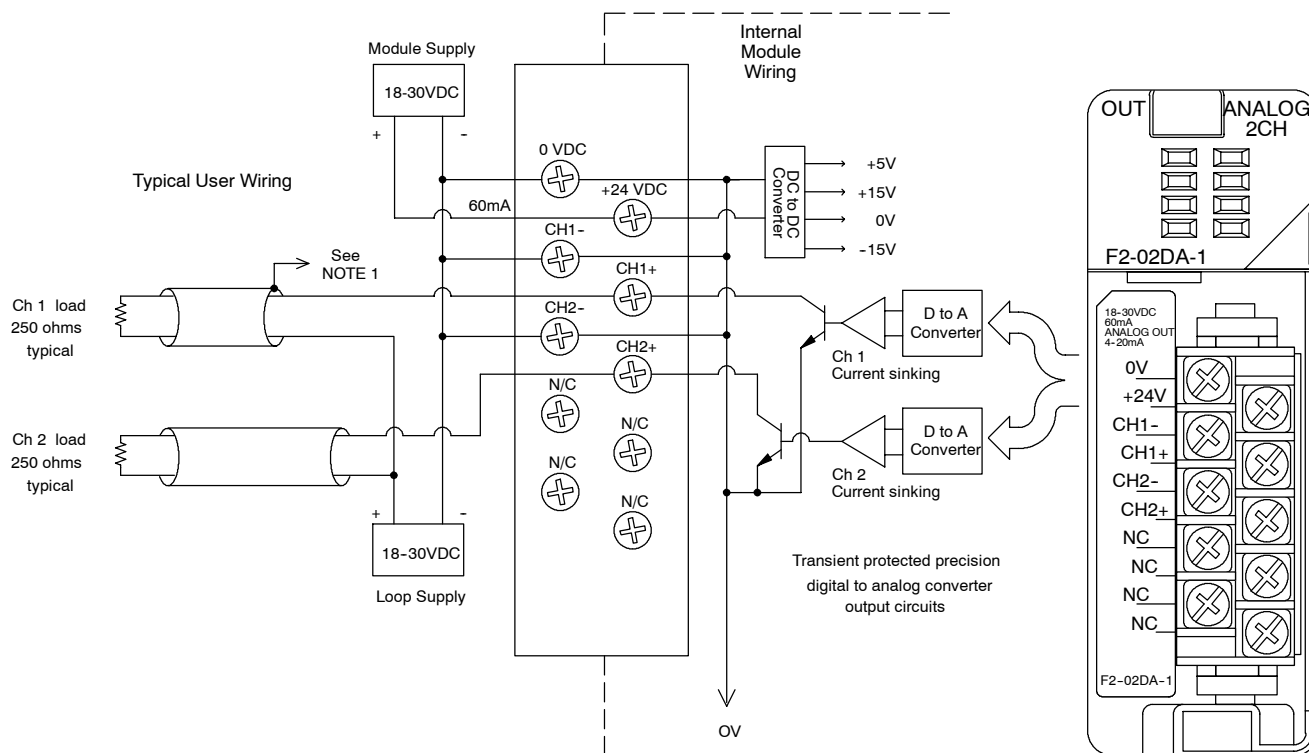 Internal
Module
Wiring
Module Supply
18-30VDC
+
-
Typical User Wiring
0 VDC
+24 VDC
60mA
CH1-
CH1+
CH2-
CH2+
N/C
N/C
N/C
N/C
DC to DC
Converter
+5V
+15V
0V
-15V
See
NOTE 1
Ch 1 load
250 ohms
typical
Ch 2 load
250 ohms
typical
+
-
18-30VDC
Loop Supply
D to A
Converter
Ch 1
Current sinking
D to A
Converter
Ch 2
Current sinking
Transient protected precision
digital to analog converter
output circuits
OV
OUT
ANALOG
2CH
F2-02DA-1
18-30VDC
60mA
ANALOG OUT
4-20mA
0V
+24V
CH1-
CH1+
CH2-
CH2+
NC
NC
NC
NC
F2-02DA-1